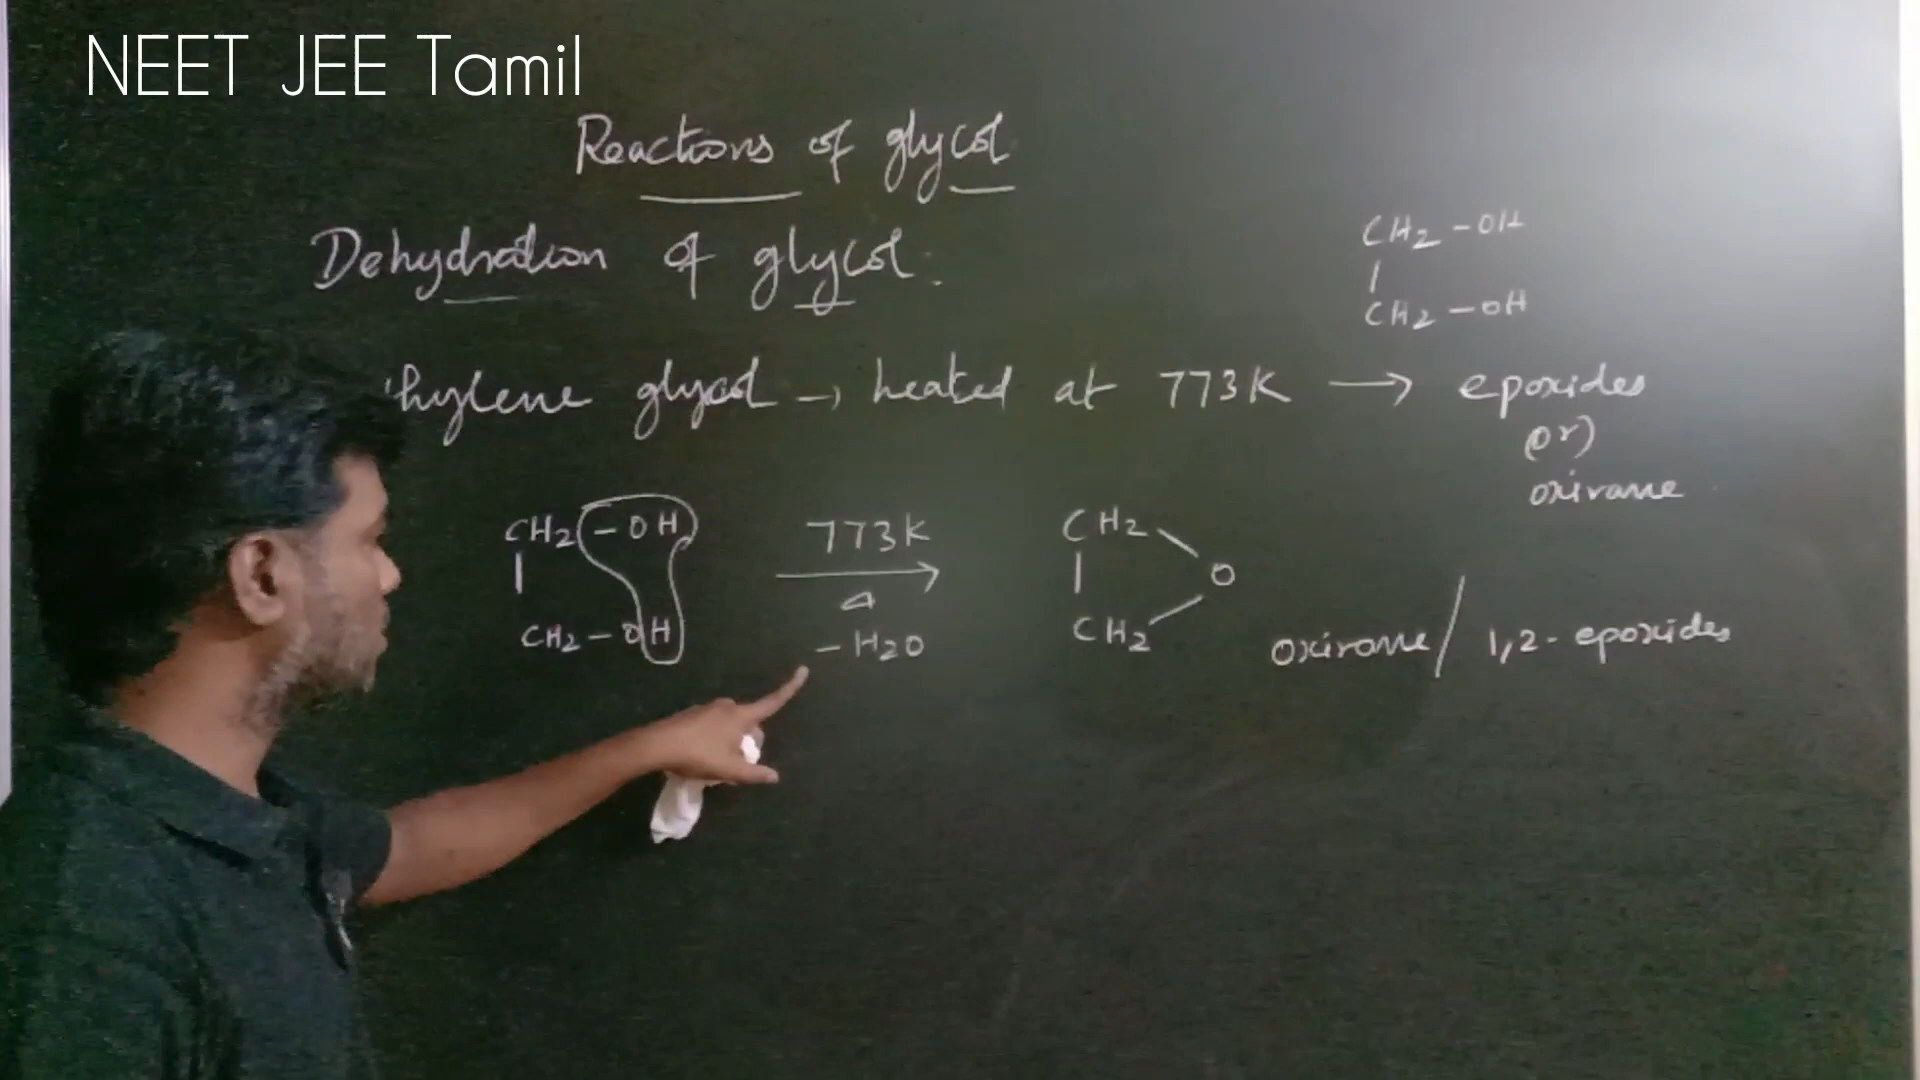 NEET JEE Tamil
Reactions of glycol
Dehydration of glycol:
CH2-OH
|
CH2-OH
hylene glycol → heated at 773K → epoxides
(or)
oxirane
CH2-OH
|
CH2-OH
773K
Δ
-H2O
CH2
|
CH2
O
oxirane / 1,2-epoxides